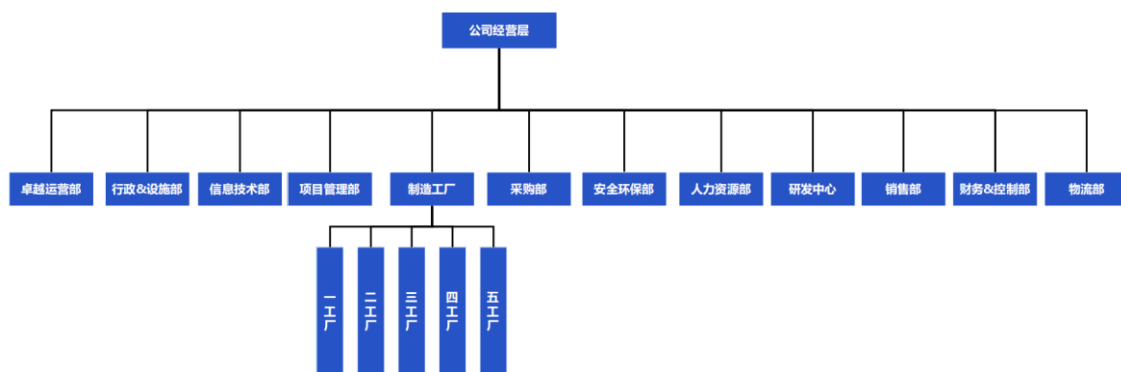 公司经营层
卓越运营部
行政&设施部
信息技术部
项目管理部
制造工厂
采购部
安全环保部
人力资源部
研发中心
销售部
财务&控制部
物流部
一工厂
二工厂
三工厂
四工厂
五工厂